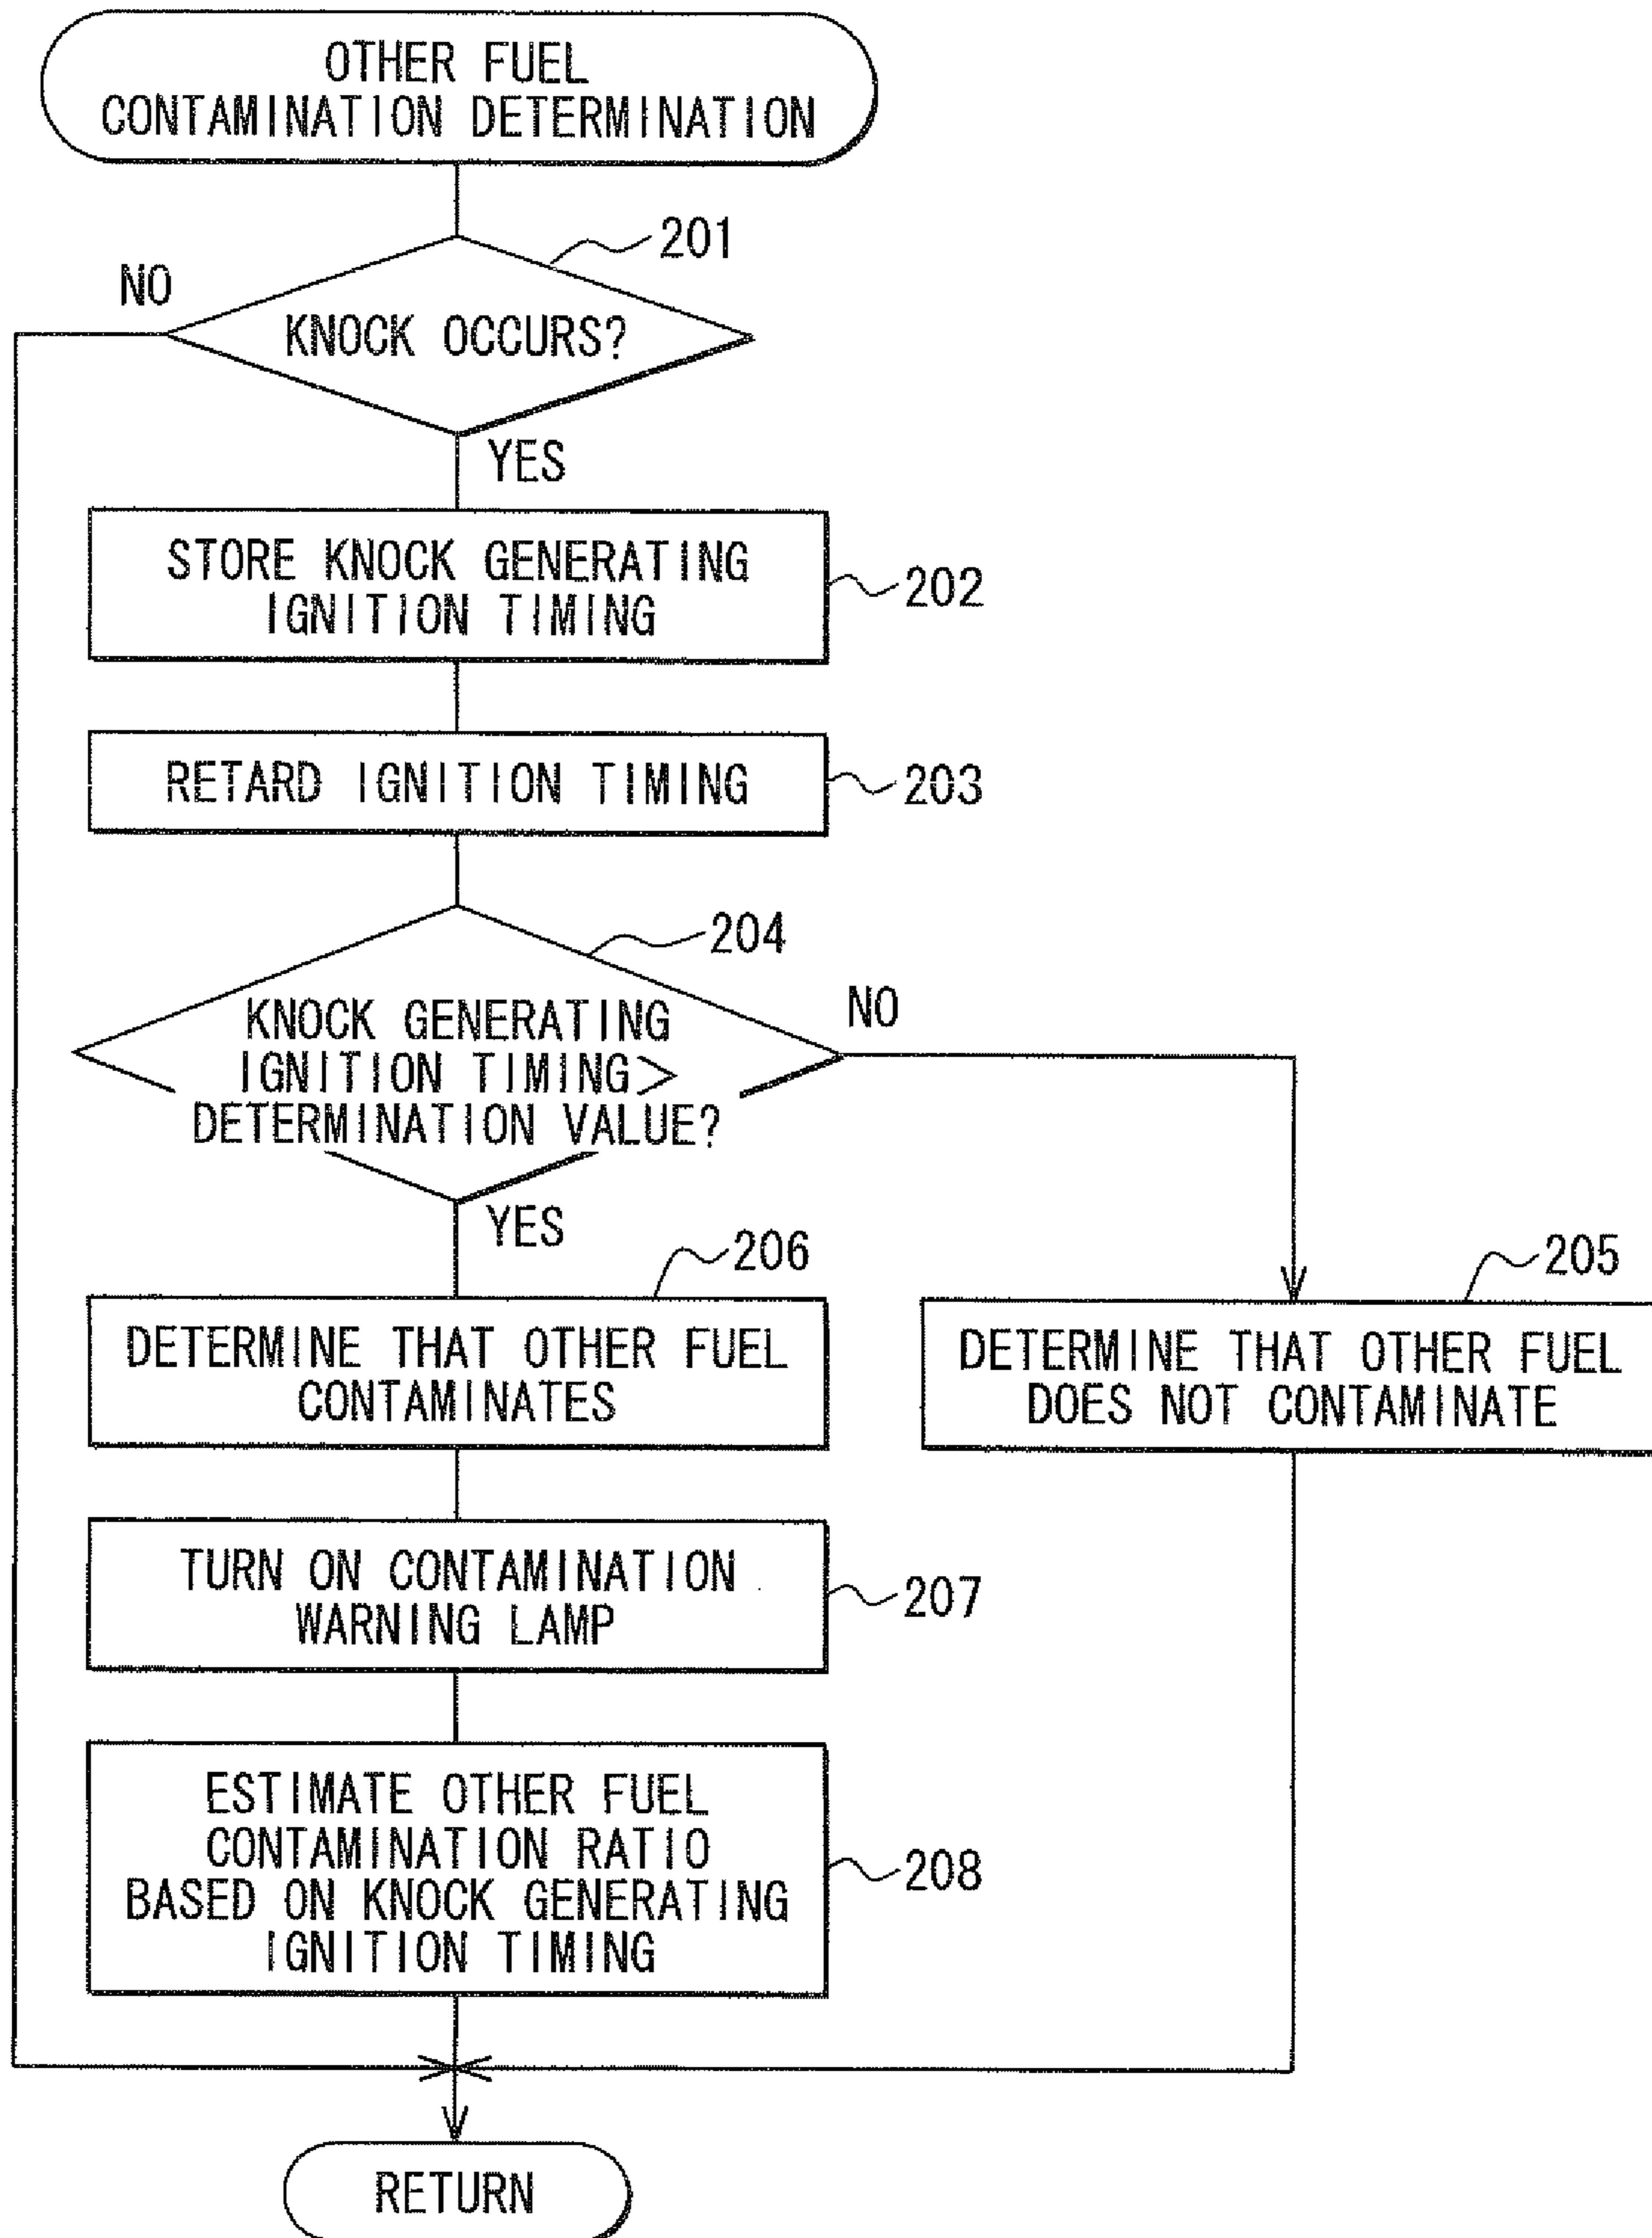 OTHER FUEL
CONTAMINATION DETERMINATION
201
NO
KNOCK OCCURS?
YES
STORE KNOCK GENERATING
IGNITION TIMING
202
RETARD IGNITION TIMING
203
204
KNOCK GENERATING
IGNITION TIMING>
DETERMINATION VALUE?
NO
YES
206
205
DETERMINE THAT OTHER FUEL
CONTAMINATES
DETERMINE THAT OTHER FUEL
DOES NOT CONTAMINATE
TURN ON CONTAMINATION
WARNING LAMP
207
ESTIMATE OTHER FUEL
CONTAMINATION RATIO
BASED ON KNOCK GENERATING
IGNITION TIMING
208
RETURN